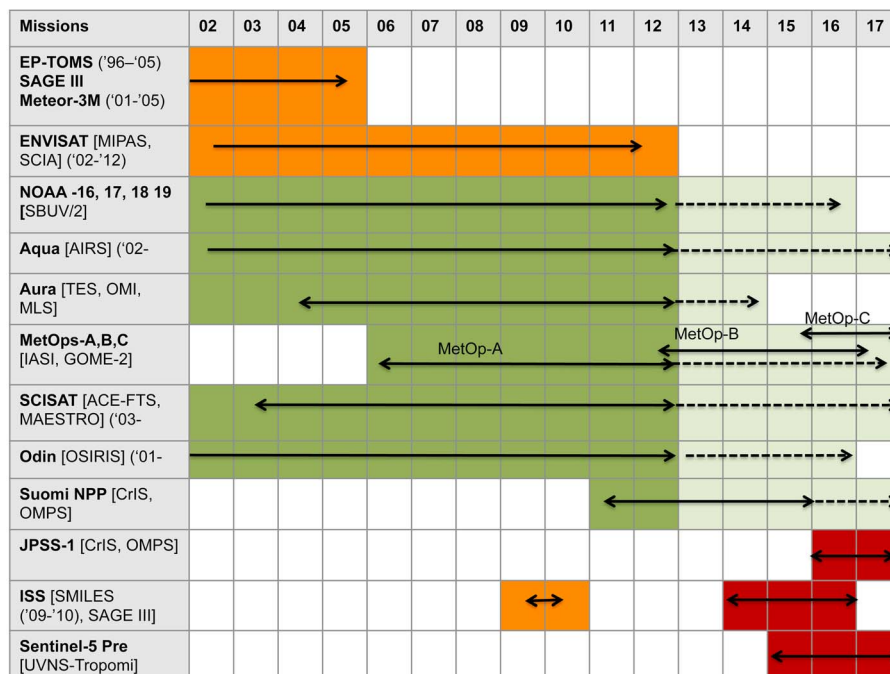 Missions 02 03 04 05 06 07 08 09 10 11 12 13 14 15 16 17
EP-TOMS ('96–'05)
SAGE III
Meteor-3M ('01-'05)
ENVISAT [MIPAS,
SCIA] ('02-'12)
NOAA -16, 17, 18 19
[SBUV/2]
Aqua [AIRS] ('02-
Aura [TES, OMI,
MLS]
MetOps-A,B,C
[IASI, GOME-2]
MetOp-A
MetOp-B
MetOp-C
SCISAT [ACE-FTS,
MAESTRO] ('03-
Odin [OSIRIS] ('01-
Suomi NPP [CrIS,
OMPS]
JPSS-1 [CrIS, OMPS]
ISS [SMILES
('09-'10), SAGE III]
Sentinel-5 Pre
[UVNS-Tropomi]